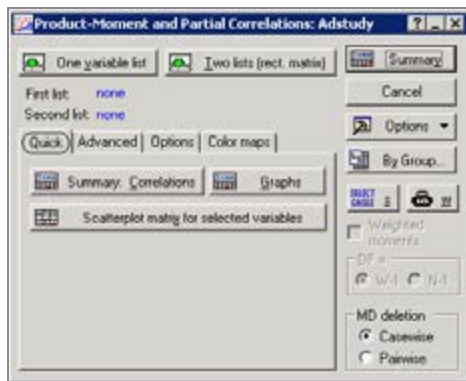 Product-Moment and Partial Correlations: Adstudy
One variable list
Two lists (rect. matrix)
Summary
First list: none
Cancel
Second list: none
Options
Quick
Advanced
Options
Color maps
By Group...
Summary: Correlations
Graphs
SELECT CASES S
W
Scatterplot matrix for selected variables
Weighted moments
DF =
W-1
N-1
MD deletion
Casewise
Pairwise